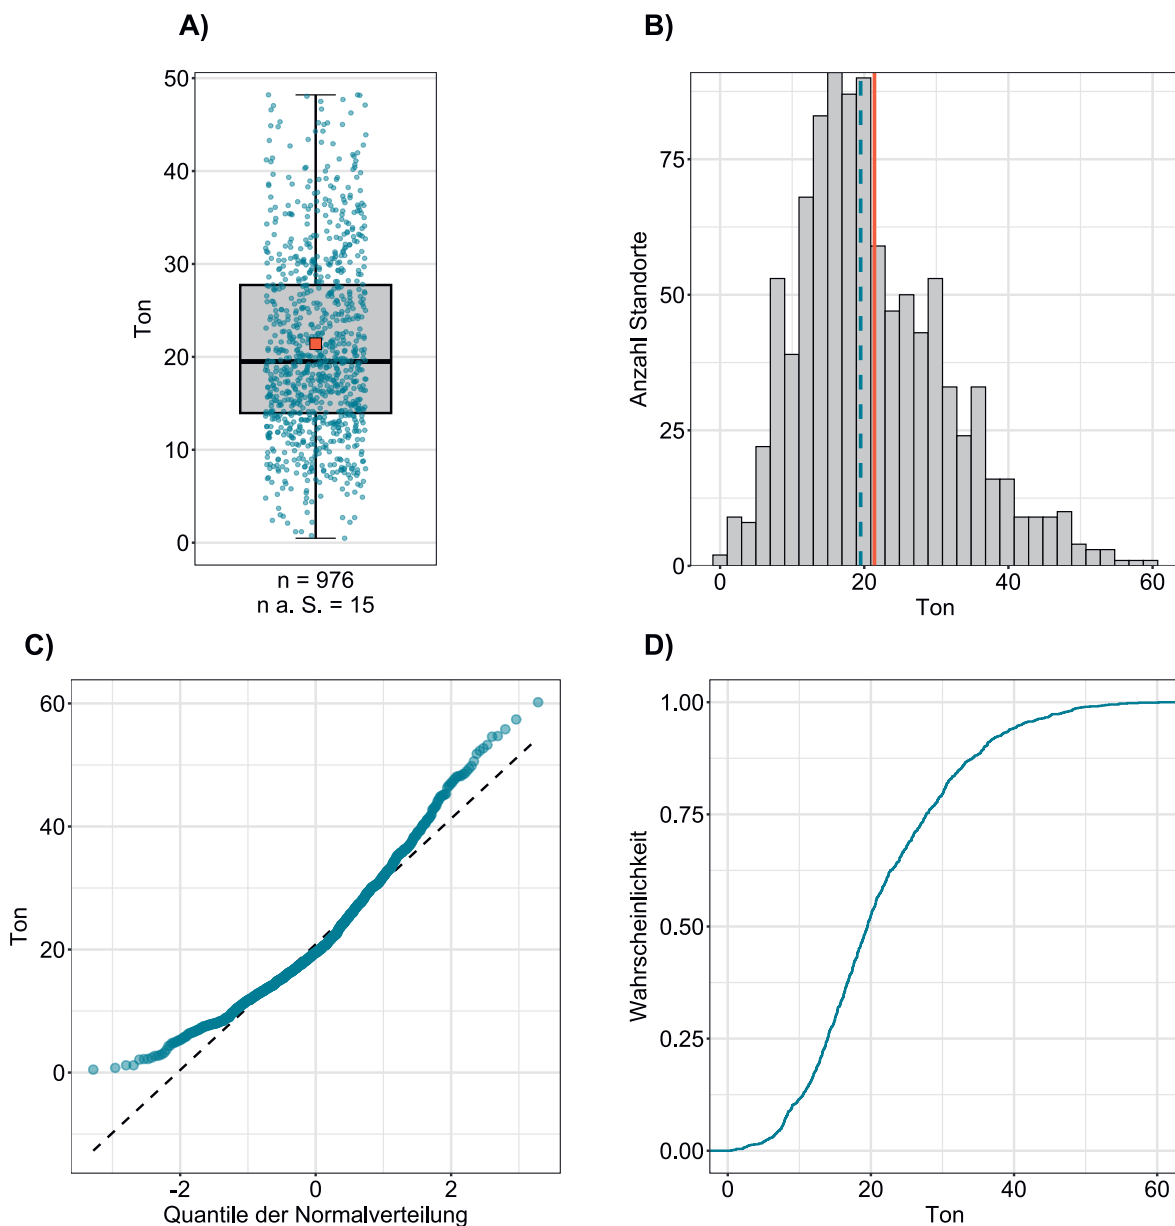 A)
50
40
30
20
10
0
Ton
n = 976
n a. S. = 15
B)
75
50
25
0
Anzahl Standorte
0 20 40 60
Ton
C)
60
40
20
0
Ton
-2 0 2
Quantile der Normalverteilung
D)
1.00
0.75
0.50
0.25
0.00
Wahrscheinlichkeit
0 20 40 60
Ton